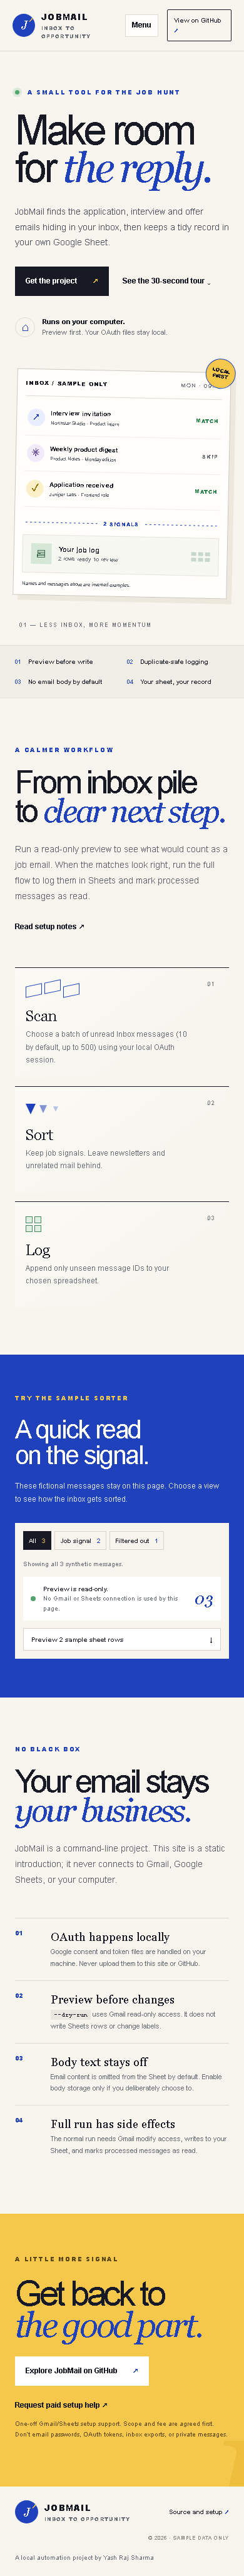 J JOBMAIL
INBOX TO
OPPORTUNITY
Menu
View on GitHub
↗
A SMALL TOOL FOR THE JOB HUNT
Make room
for the reply.
JobMail finds the application, interview and offer
emails hiding in your inbox, then keeps a tidy record in
your own Google Sheet.
Get the project ↗
See the 30-second tour
Runs on your computer.
Preview first. Your OAuth files stay local.
LOCAL
FIRST
INBOX / SAMPLE ONLY
MON
Interview invitation
Northstar Studio · Product team
MATCH
Weekly product digest
Product Notes · Monday edition
SKIP
Application received
Juniper Labs · Frontend role
MATCH
2 SIGNALS
Your job log
2 rows ready to review
Names and messages above are invented examples.
01 — LESS INBOX, MORE MOMENTUM
01 Preview before write
02 Duplicate-safe logging
03 No email body by default
04 Your sheet, your record
A CALMER WORKFLOW
From inbox pile
to clear next step.
Run a read-only preview to see what would count as a
job email. When the matches look right, run the full
flow to log them in Sheets and mark processed
messages as read.
Read setup notes ↗
01
Scan
Choose a batch of unread Inbox messages (10
by default, up to 500) using your local OAuth
session.
02
Sort
Keep job signals. Leave newsletters and
unrelated mail behind.
03
Log
Append only unseen message IDs to your
chosen spreadsheet.
TRY THE SAMPLE SORTER
A quick read
on the signal.
These fictional messages stay on this page. Choose a view
to see how the inbox gets sorted.
All 3
Job signal 2
Filtered out 1
Showing all 3 synthetic messages.
Preview is read-only.
No Gmail or Sheets connection is used by this
page.
03
Preview 2 sample sheet rows ↓
NO BLACK BOX
Your email stays
your business.
JobMail is a command-line project. This site is a static
introduction; it never connects to Gmail, Google
Sheets, or your computer.
01
OAuth happens locally
Google consent and token files are handled on your
machine. Never upload them to this site or GitHub.
02
Preview before changes
--dry-run uses Gmail read-only access. It does not
write Sheets rows or change labels.
03
Body text stays off
Email content is omitted from the Sheet by default. Enable
body storage only if you deliberately choose to.
04
Full run has side effects
The normal run needs Gmail modify access, writes to your
Sheet, and marks processed messages as read.
A LITTLE MORE SIGNAL
Get back to
the good part.
Explore JobMail on GitHub ↗
Request paid setup help ↗
One-off Gmail/Sheets setup support. Scope and fee are agreed first.
Don't email passwords, OAuth tokens, inbox exports, or private messages.
J JOBMAIL
INBOX TO OPPORTUNITY
Source and setup ↗
© 2026 · SAMPLE DATA ONLY
A local automation project by Yash Raj Sharma